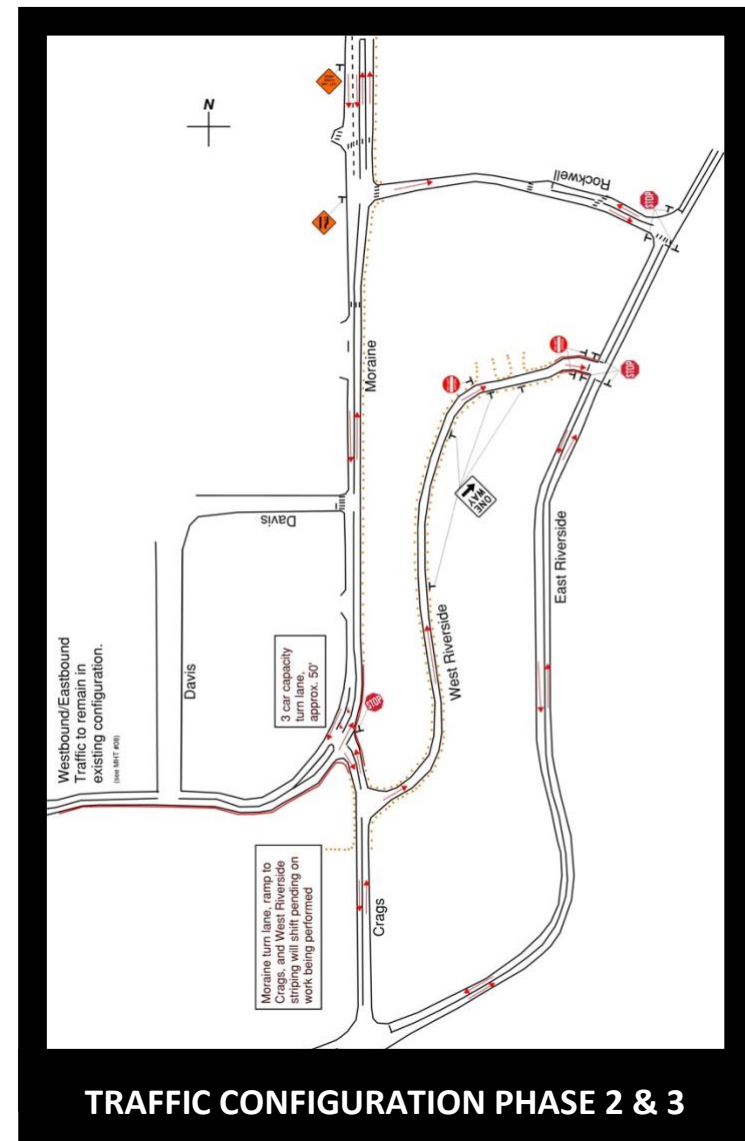 N
Rockwell
STOP
Moraine
STOP
ONE
WAY
Davis
East Riverside
West Riverside
Westbound/Eastbound
Traffic to remain in
existing configuration.
(see MHT #08)
Davis
3 car capacity
turn lane,
approx. 50'
STOP
Moraine turn lane, ramp to
Crags, and West Riverside
striping will shift pending on
work being performed
Crags
TRAFFIC CONFIGURATION PHASE 2 & 3